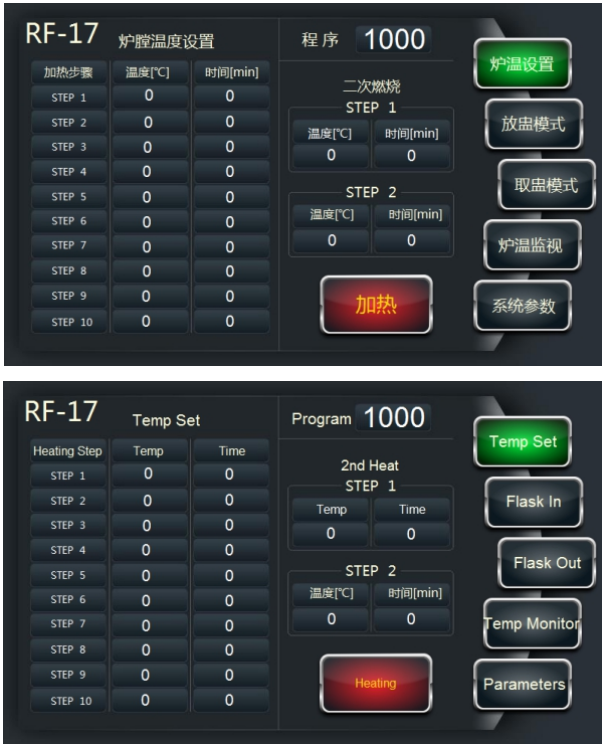 RF-17 炉膛温度设置
加热步骤 温度[℃] 时间[min]
STEP 1 0 0
STEP 2 0 0
STEP 3 0 0
STEP 4 0 0
STEP 5 0 0
STEP 6 0 0
STEP 7 0 0
STEP 8 0 0
STEP 9 0 0
STEP 10 0 0
程序 1000
二次燃烧
STEP 1
温度[℃] 时间[min]
0 0
STEP 2
温度[℃] 时间[min]
0 0
加热
炉温设置
放盅模式
取盅模式
炉温监视
系统参数
RF-17 Temp Set
Heating Step Temp Time
STEP 1 0 0
STEP 2 0 0
STEP 3 0 0
STEP 4 0 0
STEP 5 0 0
STEP 6 0 0
STEP 7 0 0
STEP 8 0 0
STEP 9 0 0
STEP 10 0 0
Program 1000
2nd Heat
STEP 1
Temp Time
0 0
STEP 2
温度[℃] 时间[min]
0 0
Heating
Temp Set
Flask In
Flask Out
Temp Monitor
Parameters